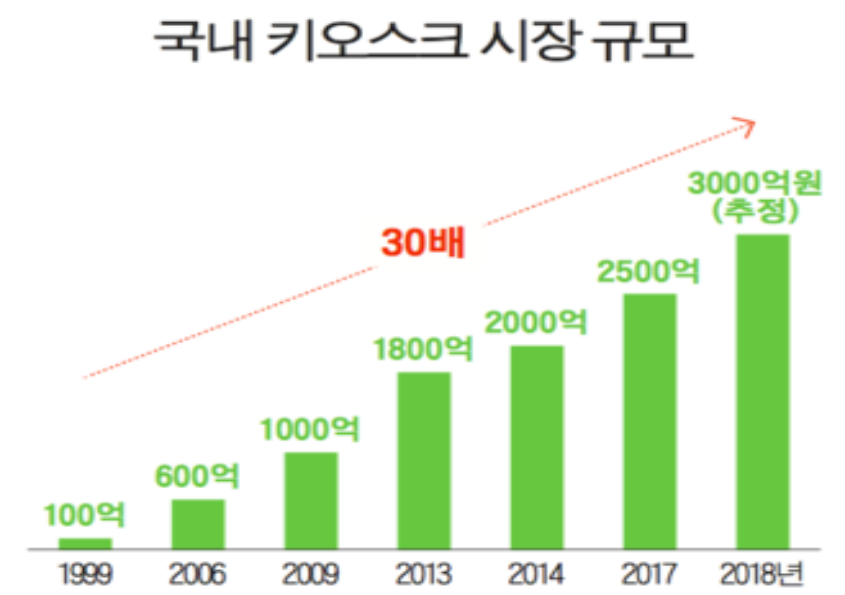 국내 키오스크 시장 규모
30배
100억
600억
1000억
1800억
2000억
2500억
3000억원
(추정)
1999
2006
2009
2013
2014
2017
2018년